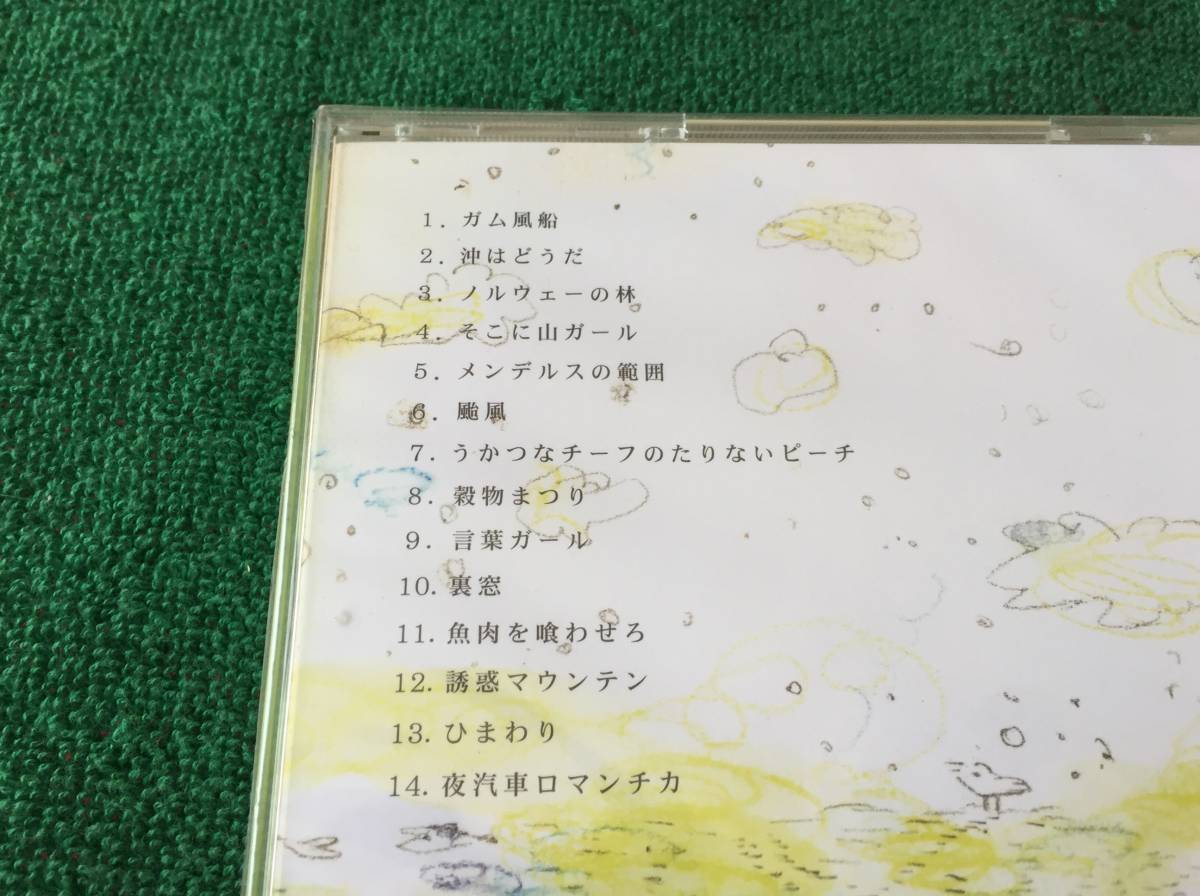 1. ガム風船
2. 沖はどうだ
3. ノルウェーの林
4. そこに山ガール
5. メンデルスの範囲
6. 颱風
7. うかつなチーフのたりないピーチ
8. 穀物まつり
9. 言葉ガール
10. 裏窓
11. 魚肉を喰わせろ
12. 誘惑マウンテン
13. ひまわり
14. 夜汽車ロマンチカ